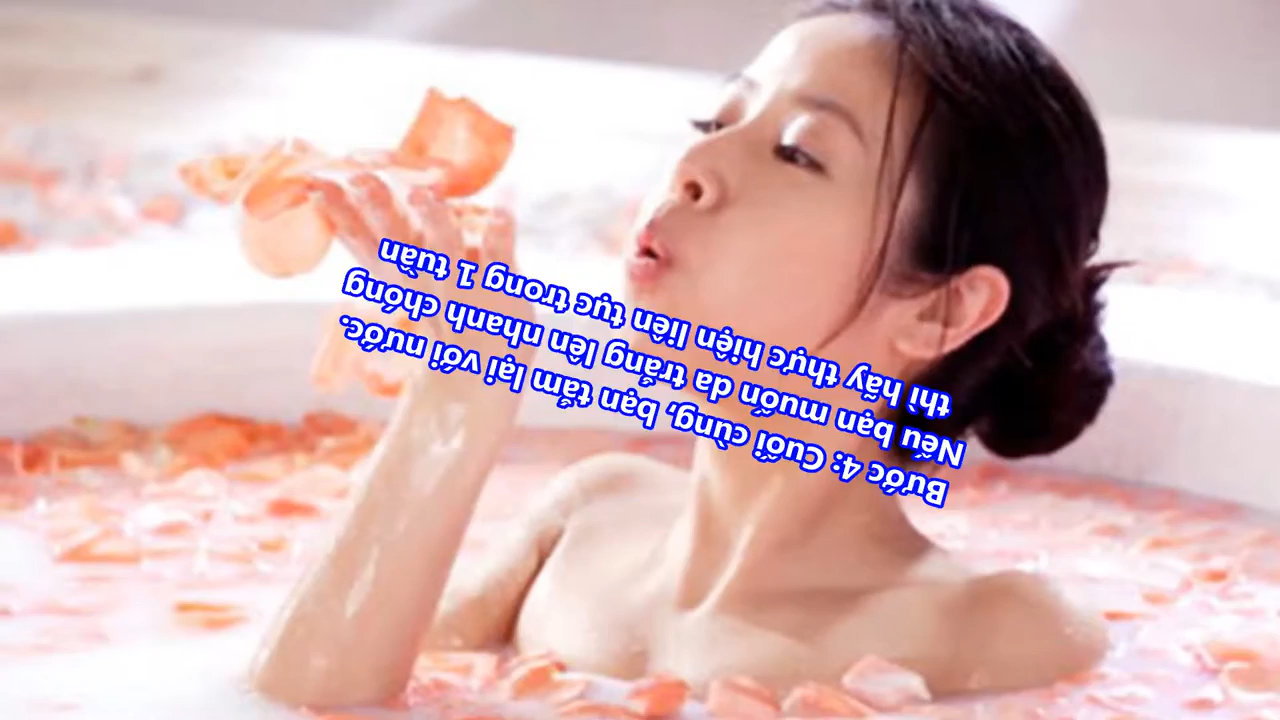 Bước 4: Cuối cùng, bạn tắm lại với nước.
Nếu bạn muốn da trắng lên nhanh chóng
thì hãy thực hiện liên tục trong 1 tuần